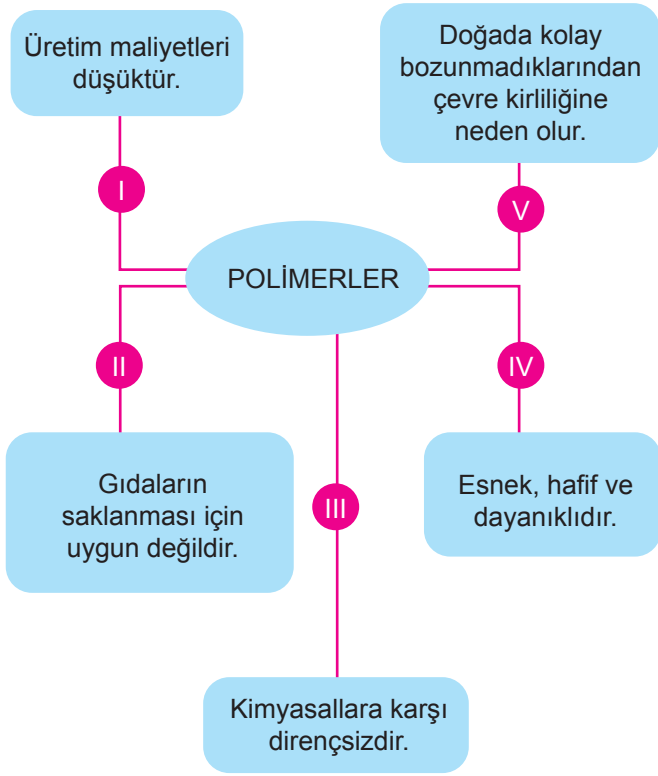 Üretim maliyetleri
düşüktür.
Doğada kolay
bozunmadıklarından
çevre kirliliğine
neden olur.
I
V
POLİMERLER
II
IV
Gıdaların
saklanması için
uygun değildir.
III
Esnek, hafif ve
dayanıklıdır.
Kimyasallara karşı
dirençsizdir.